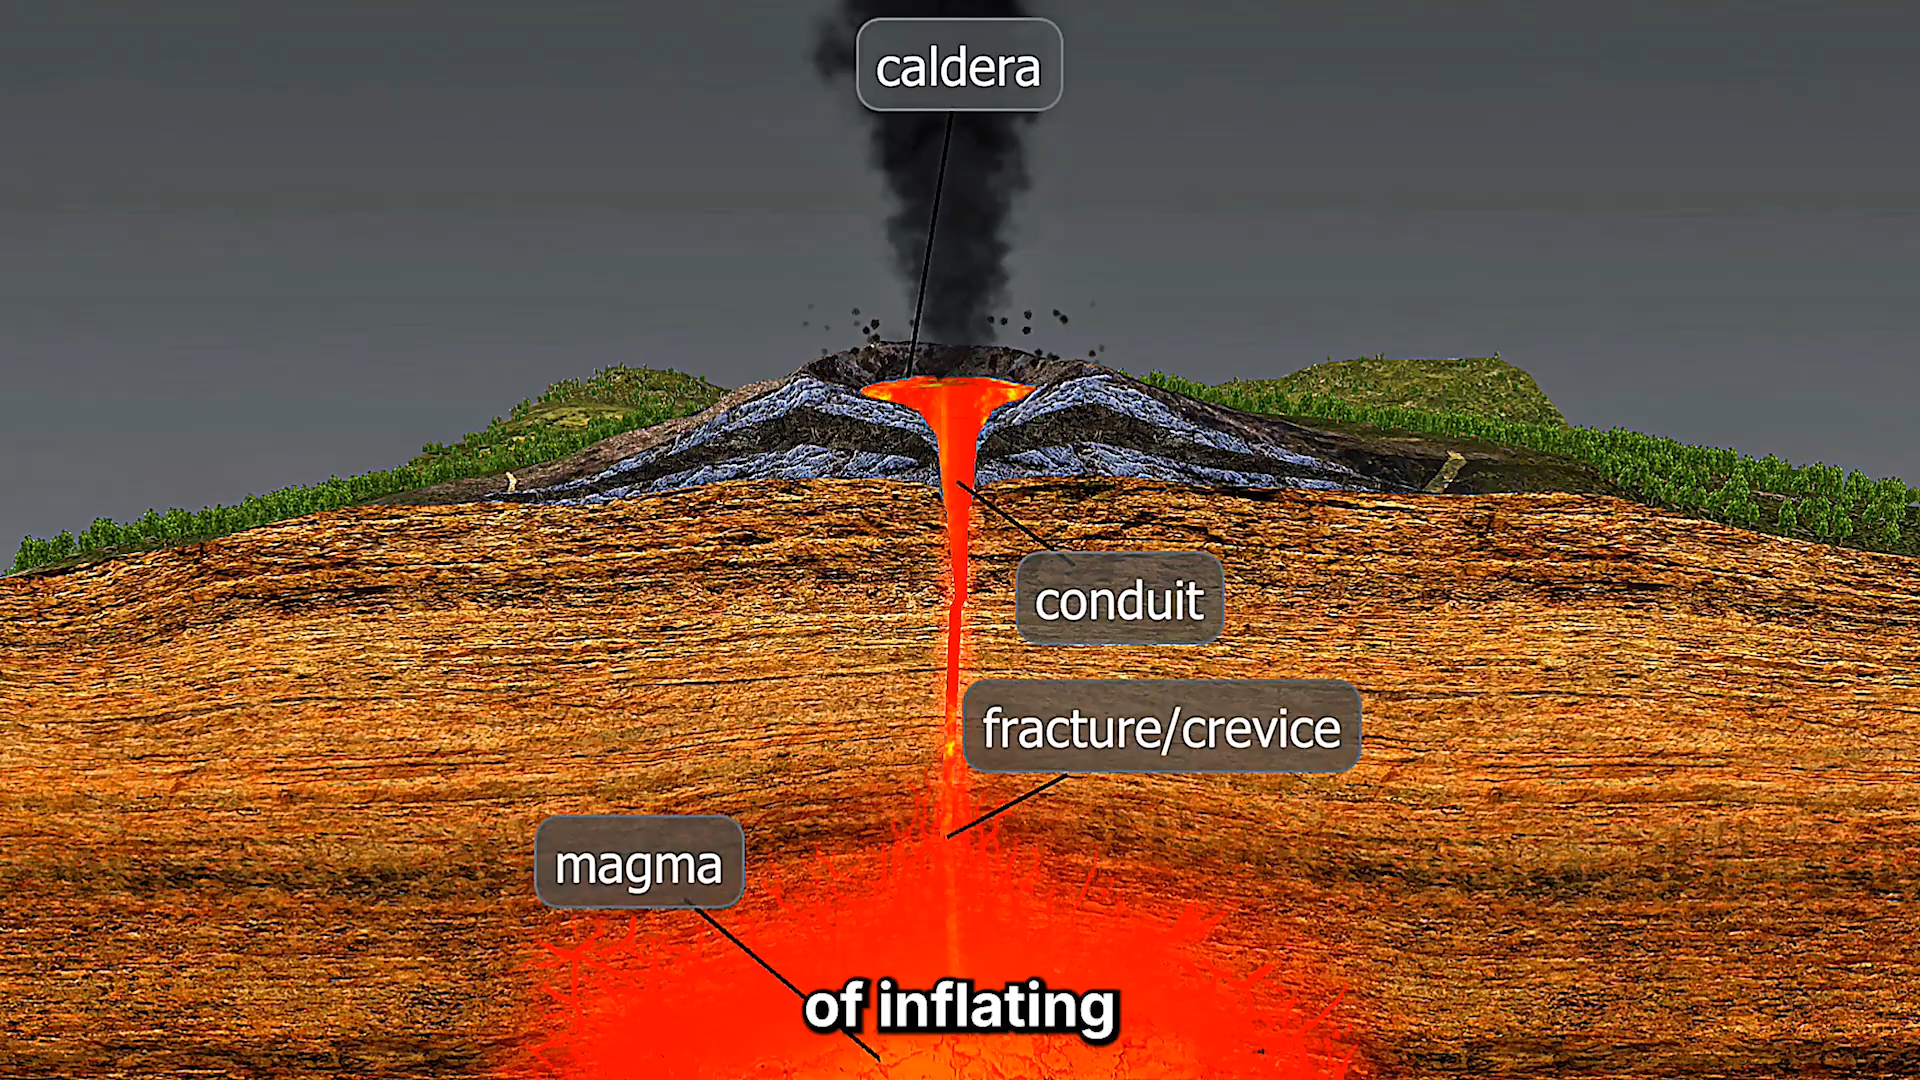 caldera
conduit
fracture/crevice
magma
of inflating